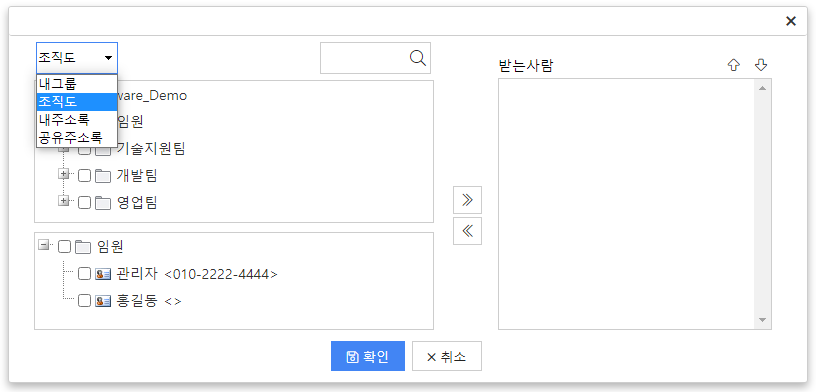 조직도
내그룹
조직도
내주소록
공유주소록
ware_Demo
임원
기술지원팀
개발팀
영업팀
임원
관리자 <010-2222-4444>
홍길동 <>
받는사람
확인
취소